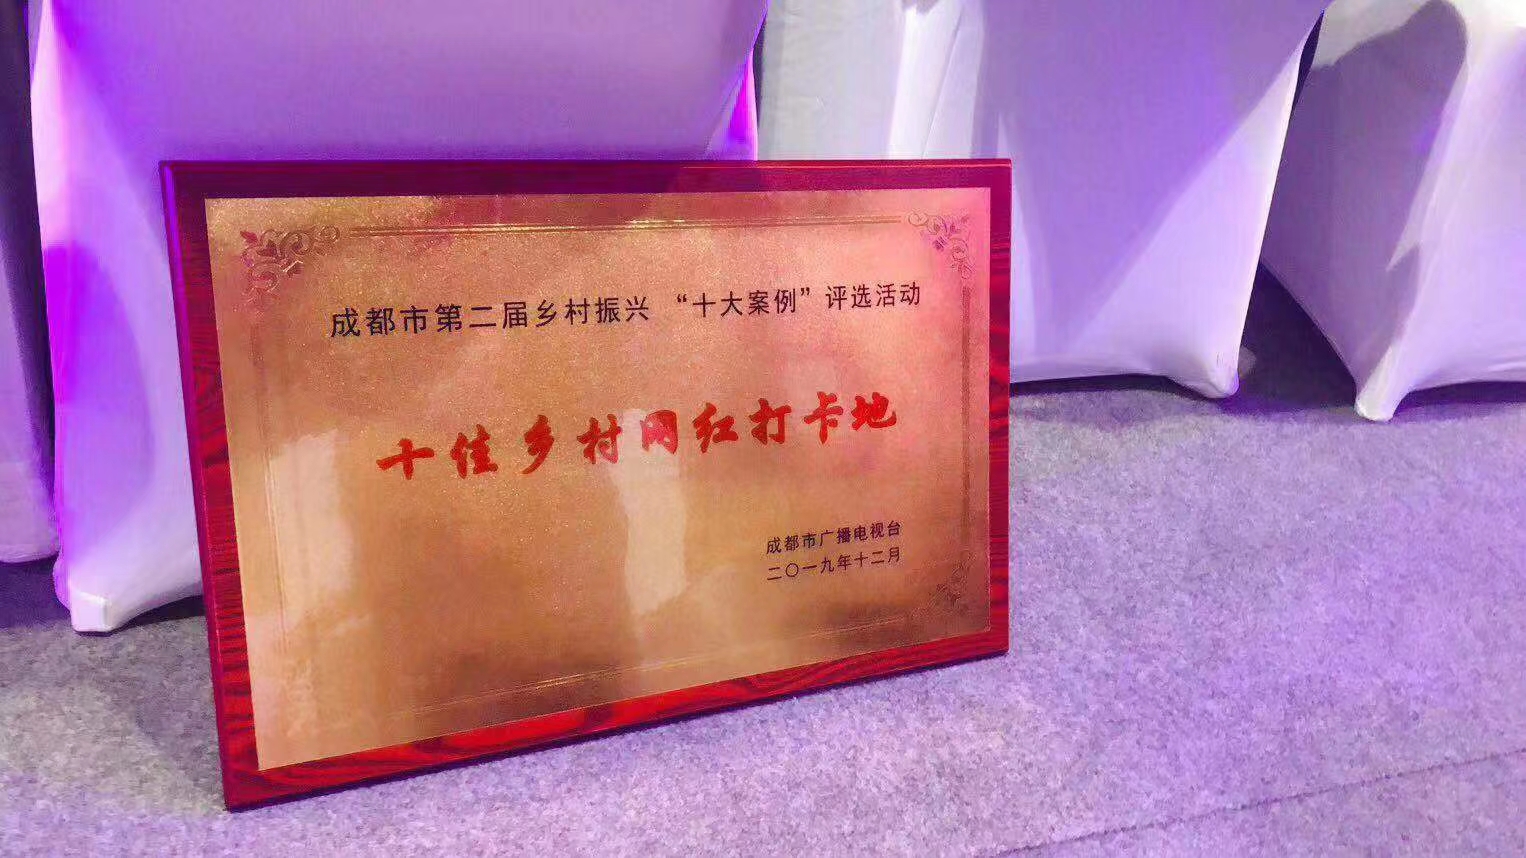 成都市第二届乡村振兴 “十大案例” 评选活动
十佳乡村网红打卡地
成都市广播电视台
二〇一九年十二月